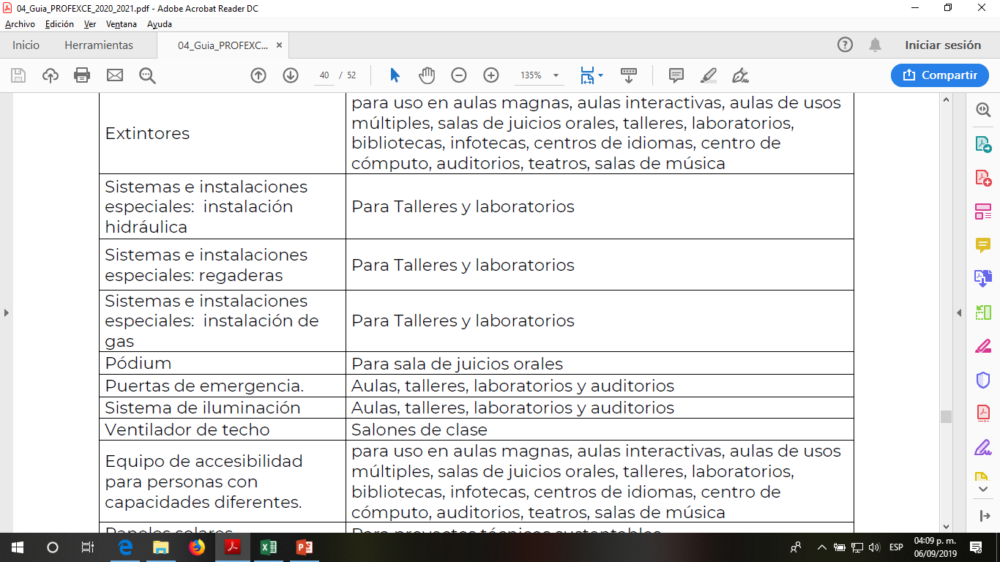 04_Guia_PROFEXCE_2020_2021.pdf - Adobe Acrobat Reader DC
Archivo Edición Ver Ventana Ayuda
Inicio Herramientas 04_Guia_PROFEXC... × Iniciar sesión
40 / 52 135% Compartir
para uso en aulas magnas, aulas interactivas, aulas de usos
Extintores
múltiples, salas de juicios orales, talleres, laboratorios,
bibliotecas, infotecas, centros de idiomas, centro de
cómputo, auditorios, teatros, salas de música
Sistemas e instalaciones
especiales: instalación
hidráulica
Para Talleres y laboratorios
Sistemas e instalaciones
especiales: regaderas
Para Talleres y laboratorios
Sistemas e instalaciones
especiales: instalación de
gas
Para Talleres y laboratorios
Pódium
Para sala de juicios orales
Puertas de emergencia.
Aulas, talleres, laboratorios y auditorios
Sistema de iluminación
Aulas, talleres, laboratorios y auditorios
Ventilador de techo
Salones de clase
Equipo de accesibilidad
para personas con
capacidades diferentes.
para uso en aulas magnas, aulas interactivas, aulas de usos
múltiples, salas de juicios orales, talleres, laboratorios,
bibliotecas, infotecas, centros de idiomas, centro de
cómputo, auditorios, teatros, salas de música
Paneles solares
Para proyectos técnicos sustentables
ESP
04:09 p. m.
06/09/2019